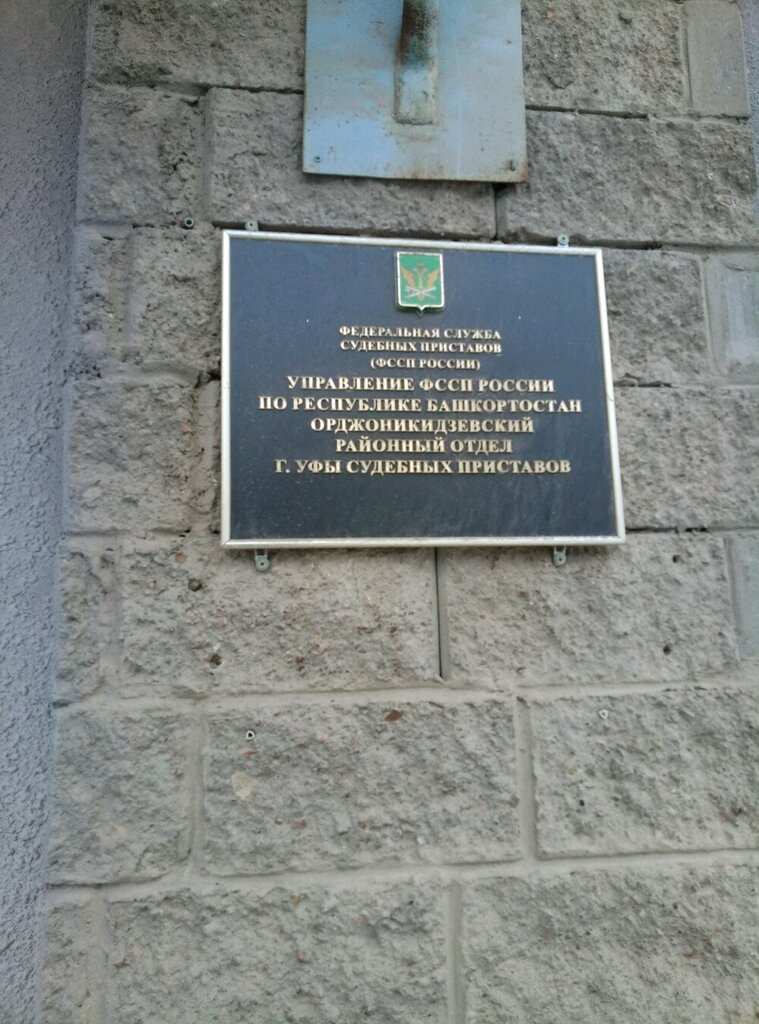 ФЕДЕРАЛЬНАЯ СЛУЖБА
СУДЕБНЫХ ПРИСТАВОВ
(ФССП РОССИИ)
УПРАВЛЕНИЕ ФССП РОССИИ
ПО РЕСПУБЛИКЕ БАШКОРТОСТАН
ОРДЖОНИКИДЗЕВСКИЙ
РАЙОННЫЙ ОТДЕЛ
Г. УФЫ СУДЕБНЫХ ПРИСТАВОВ